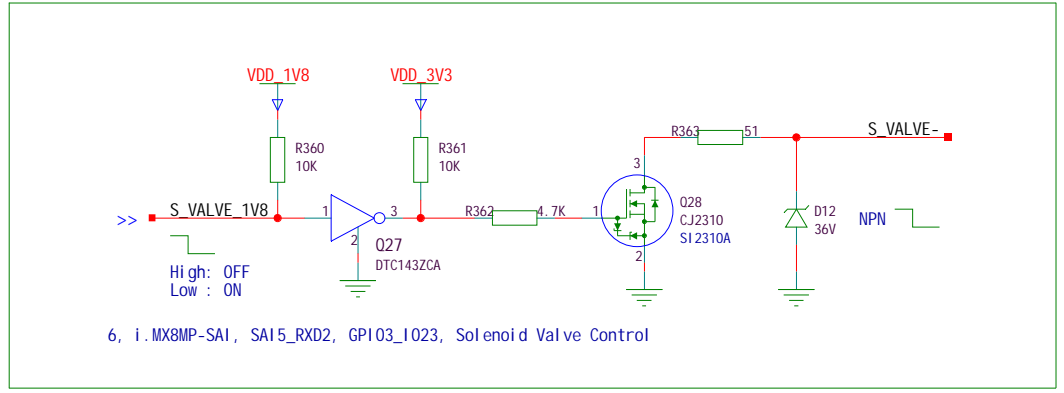 VDD_1V8
VDD_3V3
R360
10K
R361
10K
R363
51
S_VALVE-
>>
S_VALVE_1V8
1
3
2
Q27
DTC143ZCA
R362
4.7K
3
1
2
Q28
CJ2310
SI2310A
D12
36V
NPN
High: OFF
Low : ON
6, i.MX8MP-SAI, SAI5_RXD2, GPIO3_IO23, Solenoid Valve Control